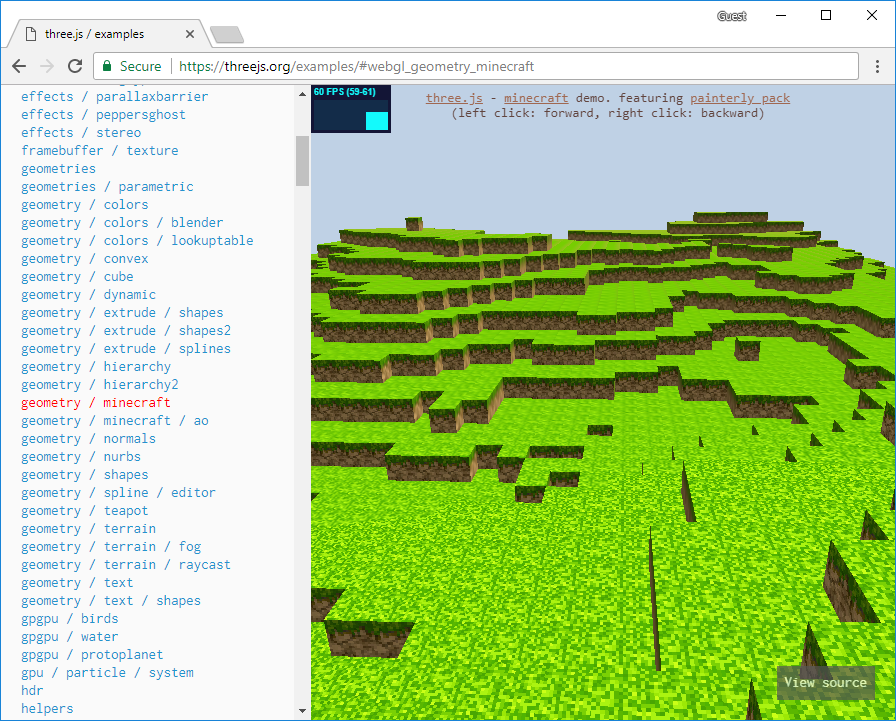 Guest
three.js / examples
Secure
https://threejs.org/examples/#webgl_geometry_minecraft
effects / parallaxbarrier
effects / peppersghost
effects / stereo
framebuffer / texture
geometries
geometries / parametric
geometry / colors
geometry / colors / blender
geometry / colors / lookuptable
geometry / convex
geometry / cube
geometry / dynamic
geometry / extrude / shapes
geometry / extrude / shapes2
geometry / extrude / splines
geometry / hierarchy
geometry / hierarchy2
geometry / minecraft
geometry / minecraft / ao
geometry / normals
geometry / nurbs
geometry / shapes
geometry / spline / editor
geometry / teapot
geometry / terrain
geometry / terrain / fog
geometry / terrain / raycast
geometry / text
geometry / text / shapes
gpgpu / birds
gpgpu / water
gpgpu / protoplanet
gpu / particle / system
hdr
helpers
60 FPS (59-61)
three.js - minecraft demo. featuring painterly pack
(left click: forward, right click: backward)
View source